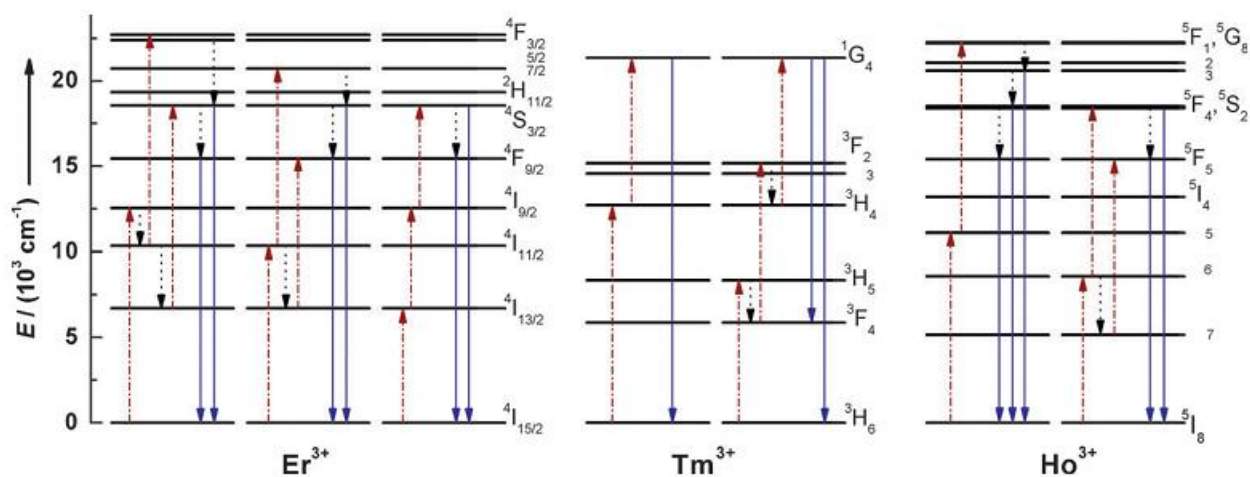 E / (10³ cm⁻¹)
20
15
10
5
0
⁴F₃/₂
5/2
7/2
²H₁₁/₂
⁴S₃/₂
⁴F₉/₂
⁴I₉/₂
⁴I₁₁/₂
⁴I₁₃/₂
⁴I₁₅/₂
Er³⁺
¹G₄
³F₂
3
³H₄
³H₅
³F₄
³H₆
Tm³⁺
⁵F₁,⁵G₈
2
3
⁵F₄,⁵S₂
⁵F₅
⁵I₄
5
6
7
⁵I₈
Ho³⁺